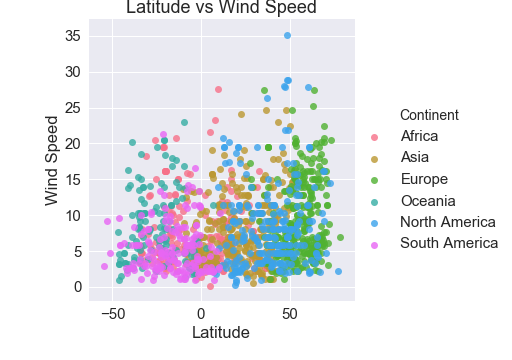 Latitude vs Wind Speed
35
30
25
20
15
10
5
0
Wind Speed
−50
0
50
Latitude
Continent
Africa
Asia
Europe
Oceania
North America
South America